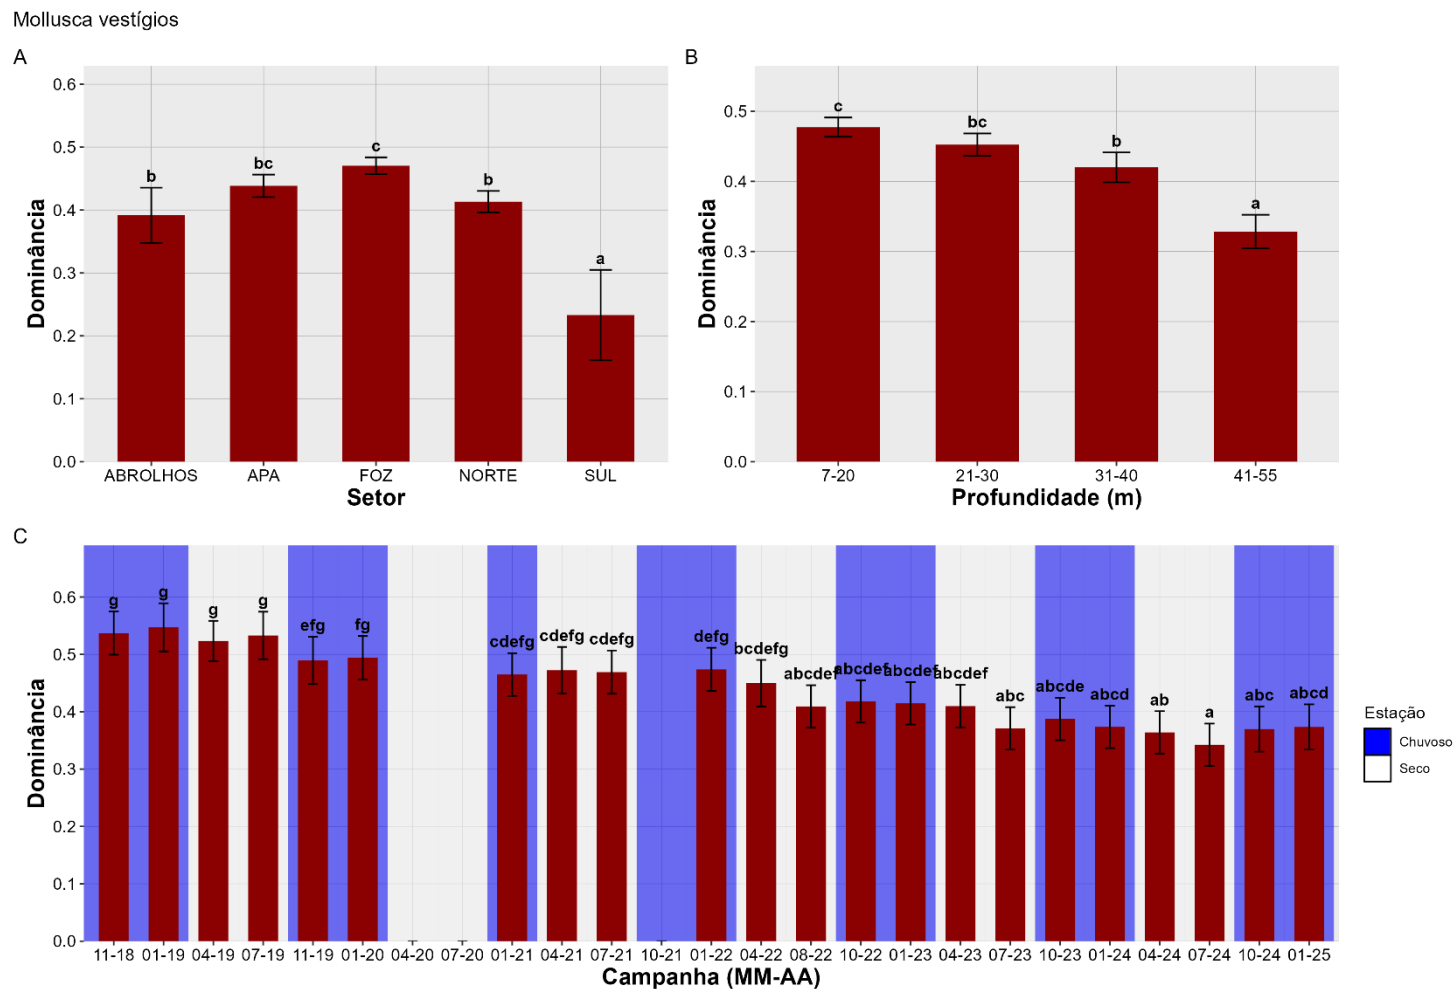 Mollusca vestígios
A
0.6
0.5
0.4
0.3
0.2
0.1
0.0
Dominância
b
bc
c
b
a
ABROLHOS APA FOZ NORTE SUL
Setor
B
0.5
0.4
0.3
0.2
0.1
0.0
Dominância
c
bc
b
a
7-20 21-30 31-40 41-55
Profundidade (m)
C
0.6
0.5
0.4
0.3
0.2
0.1
0.0
Dominância
g g g g efg fg cdefg cdefg cdefg defg bcdefg abcdef abcdef abcdef abcdef abc abcde abcd ab a abc abcd
11-18 01-19 04-19 07-19 11-19 01-20 04-20 07-20 01-21 04-21 07-21 10-21 01-22 04-22 08-22 10-22 01-23 04-23 07-23 10-23 01-24 04-24 07-24 10-24 01-25
Campanha (MM-AA)
Estação
Chuvoso
Seco